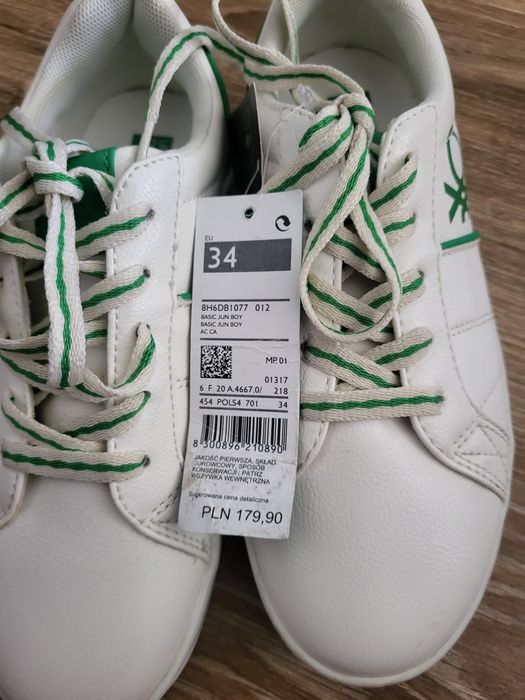 EU
34
8H6DB1077 012
BASIC JUN BOY
BASIC JUN BOY
AC CA
MP.01
01317
6 F 20 A.4667.0/ 218
454 POLS4 701 34
8 300896 210890
JAKOŚĆ PIERWSZA, SKŁAD
SUROWCOWY, SPOSÓB
KONSERWACJI: PATRZ
WSZYWKA WEWNĘTRZNA
Sugerowana cena detaliczna
PLN 179,90